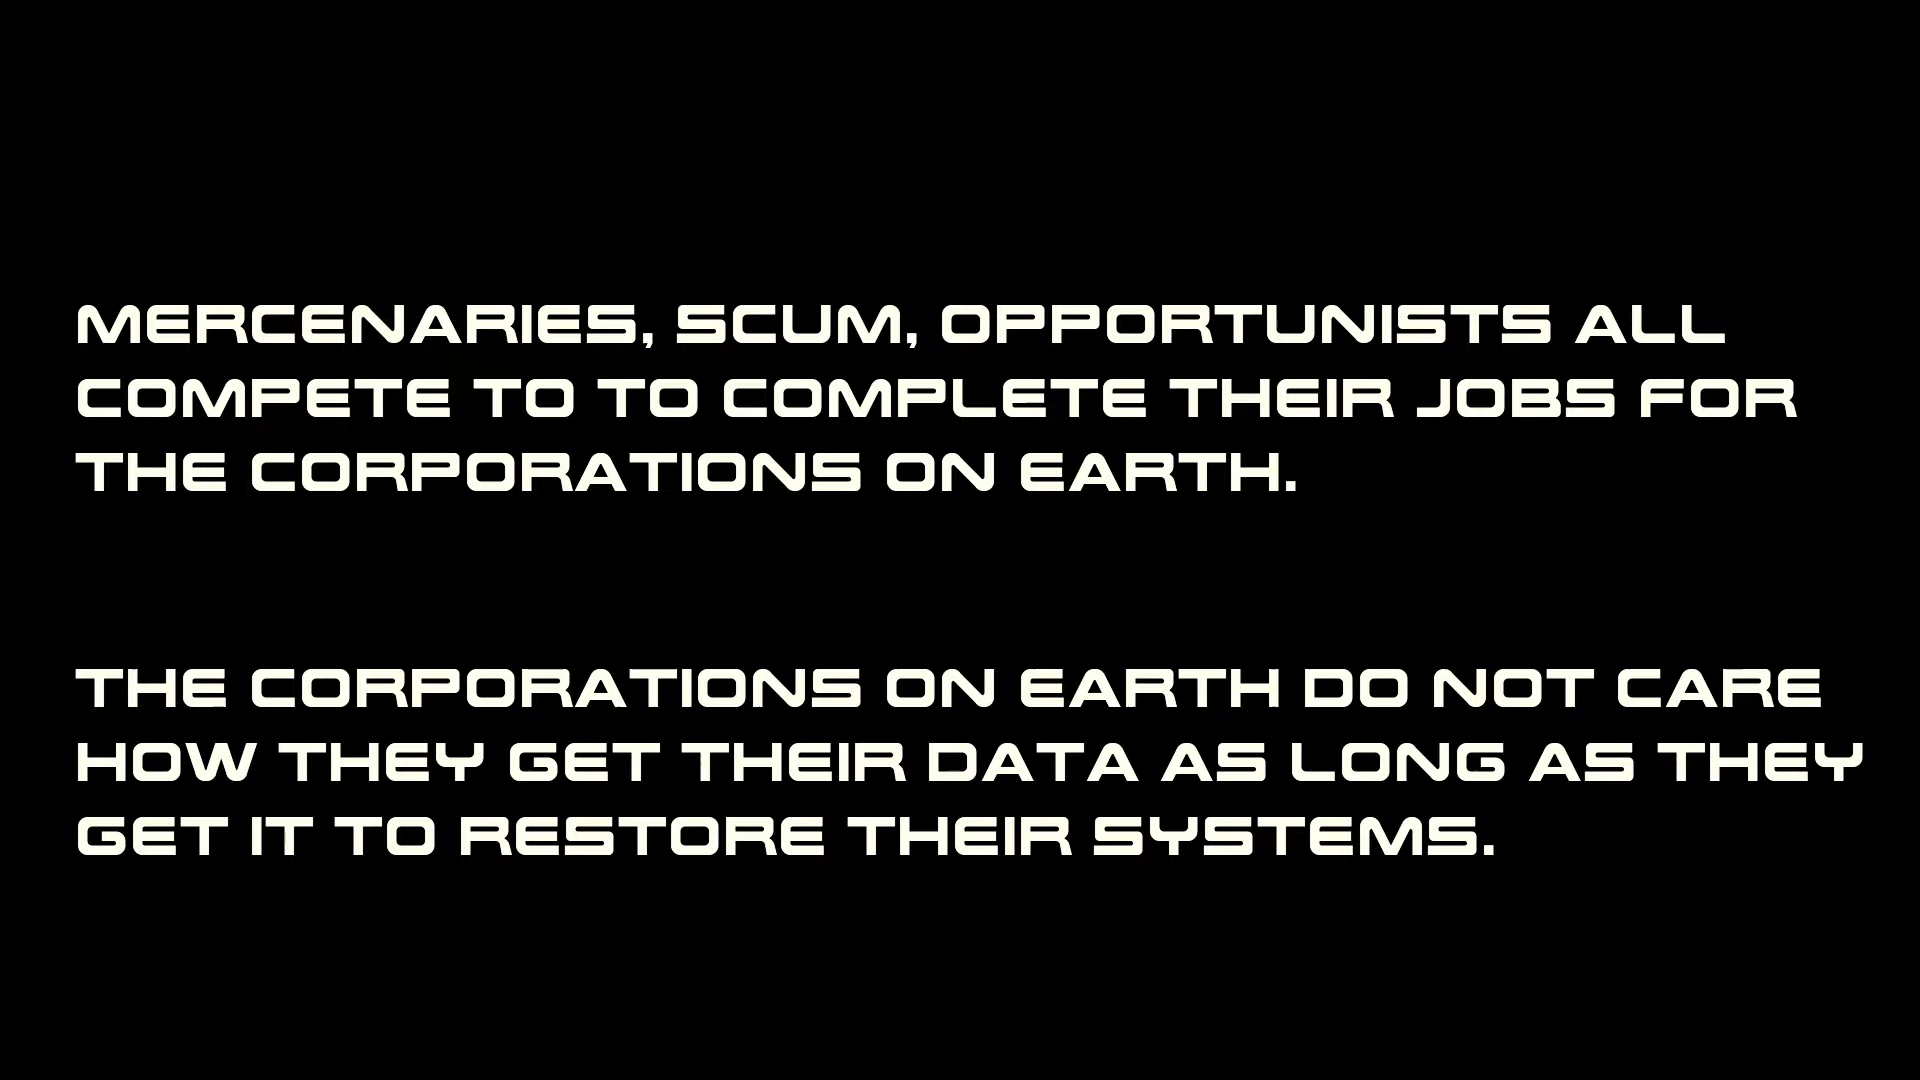 MERCENARIES, SCUM, OPPORTUNISTS ALL
COMPETE TO TO COMPLETE THEIR JOBS FOR
THE CORPORATIONS ON EARTH.
THE CORPORATIONS ON EARTH DO NOT CARE
HOW THEY GET THEIR DATA AS LONG AS THEY
GET IT TO RESTORE THEIR SYSTEMS.